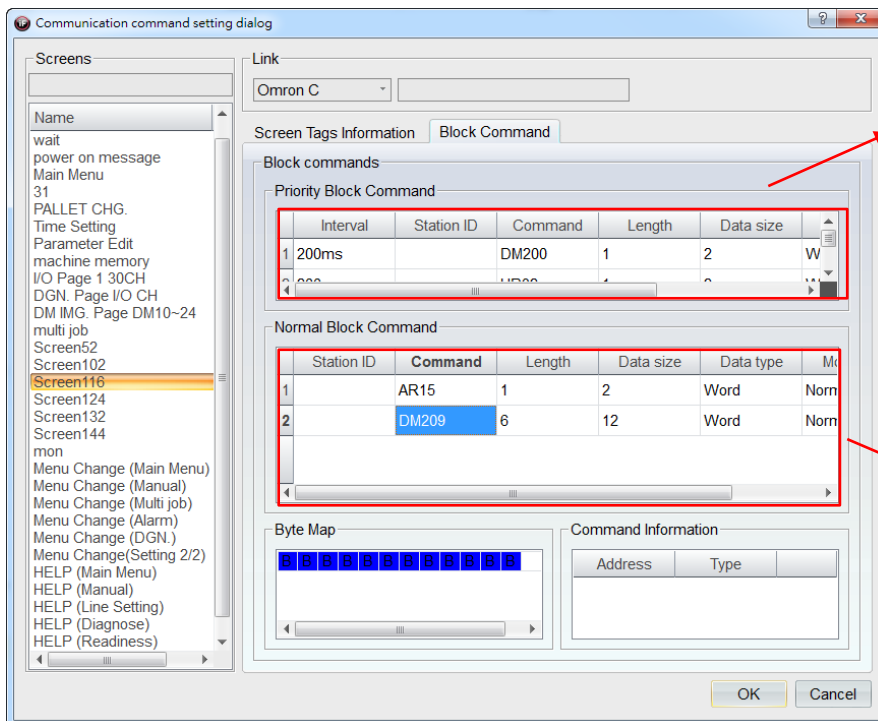 Communication command setting dialog
Screens
Name
wait
power on message
Main Menu
31
PALLET CHG.
Time Setting
Parameter Edit
machine memory
I/O Page 1 30CH
DGN. Page I/O CH
DM IMG. Page DM10~24
multi job
Screen52
Screen102
Screen116
Screen124
Screen132
Screen144
mon
Menu Change (Main Menu)
Menu Change (Manual)
Menu Change (Multi job)
Menu Change (Alarm)
Menu Change (DGN.)
Menu Change(Setting 2/2)
HELP (Main Menu)
HELP (Manual)
HELP (Line Setting)
HELP (Diagnose)
HELP (Readiness)
Link
Omron C
Screen Tags Information Block Command
Block commands
Priority Block Command
Interval Station ID Command Length Data size
1 200ms DM200 1 2 W
Normal Block Command
Station ID Command Length Data size Data type Mo
1 AR15 1 2 Word Norm
2 DM209 6 12 Word Norm
Byte Map
B B B B B B B B B B B B
Command Information
Address Type
OK Cancel